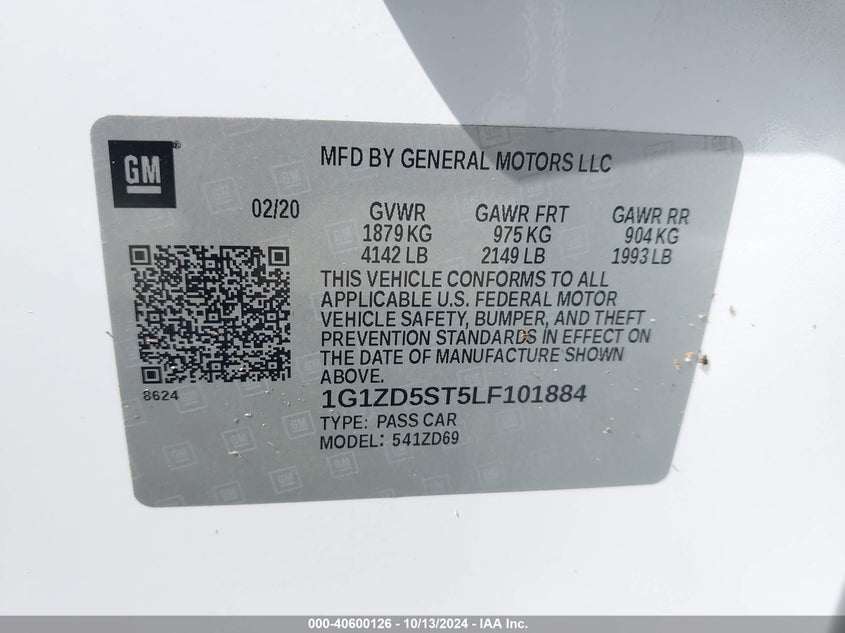 GM
MFD BY GENERAL MOTORS LLC
02/20 GVWR GAWR FRT GAWR RR
1879 KG 975 KG 904 KG
4142 LB 2149 LB 1993 LB
THIS VEHICLE CONFORMS TO ALL
APPLICABLE U.S. FEDERAL MOTOR
VEHICLE SAFETY, BUMPER, AND THEFT
PREVENTION STANDARDS IN EFFECT ON
THE DATE OF MANUFACTURE SHOWN
ABOVE.
8624
1G1ZD5ST5LF101884
TYPE: PASS CAR
MODEL: 541ZD69
000-40600126 - 10/13/2024 - IAA Inc.